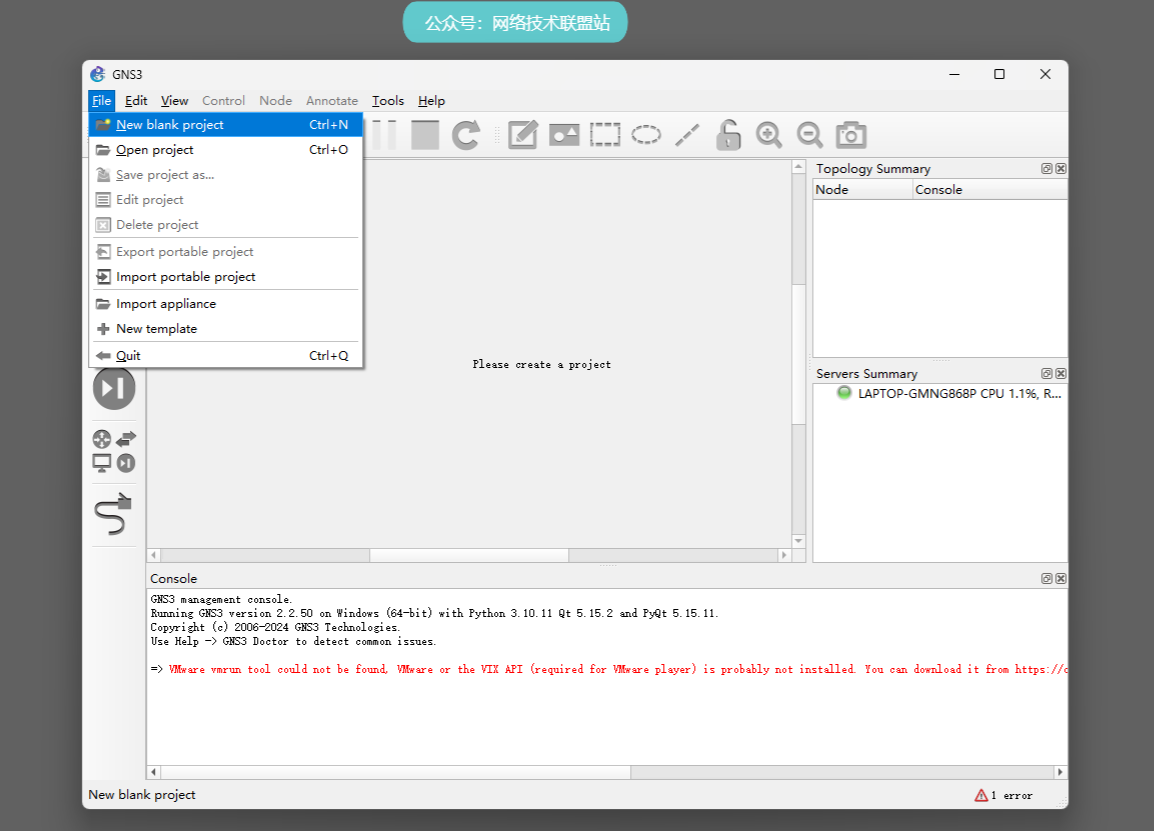 公众号：网络技术联盟站
GNS3
File Edit View Control Node Annotate Tools Help
New blank project Ctrl+N
Open project Ctrl+O
Save project as...
Edit project
Delete project
Export portable project
Import portable project
Import appliance
New template
Quit Ctrl+Q
Please create a project
Topology Summary
Node Console
Servers Summary
LAPTOP-GMNG868P CPU 1.1%, R...
Console
GNS3 management console.
Running GNS3 version 2.2.50 on Windows (64-bit) with Python 3.10.11 Qt 5.15.2 and PyQt 5.15.11.
Copyright (c) 2006-2024 GNS3 Technologies.
Use Help -> GNS3 Doctor to detect common issues.
=> VMware vmrun tool could not be found, VMware or the VIX API (required for VMware player) is probably not installed. You can download it from
New blank project
1 error